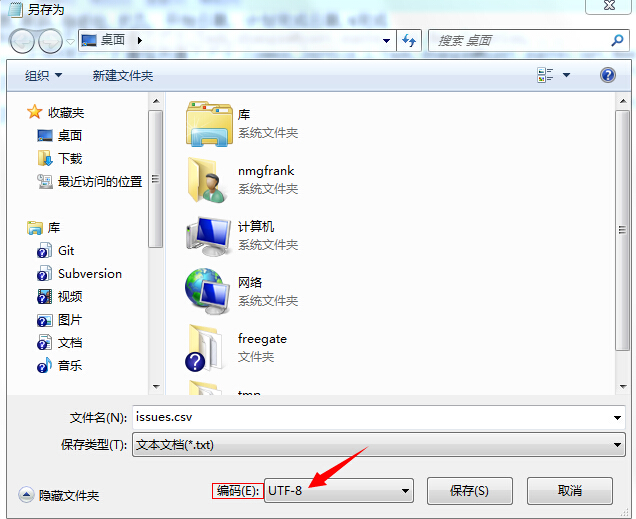 另存为
桌面
搜索 桌面
组织
新建文件夹
收藏夹
桌面
下载
最近访问的位置
库
Git
Subversion
视频
图片
文档
音乐
库
系统文件夹
nmgfrank
系统文件夹
计算机
系统文件夹
网络
系统文件夹
freegate
文件夹
文件名(N): issues.csv
保存类型(T): 文本文档(*.txt)
隐藏文件夹
编码(E): UTF-8
保存(S)
取消